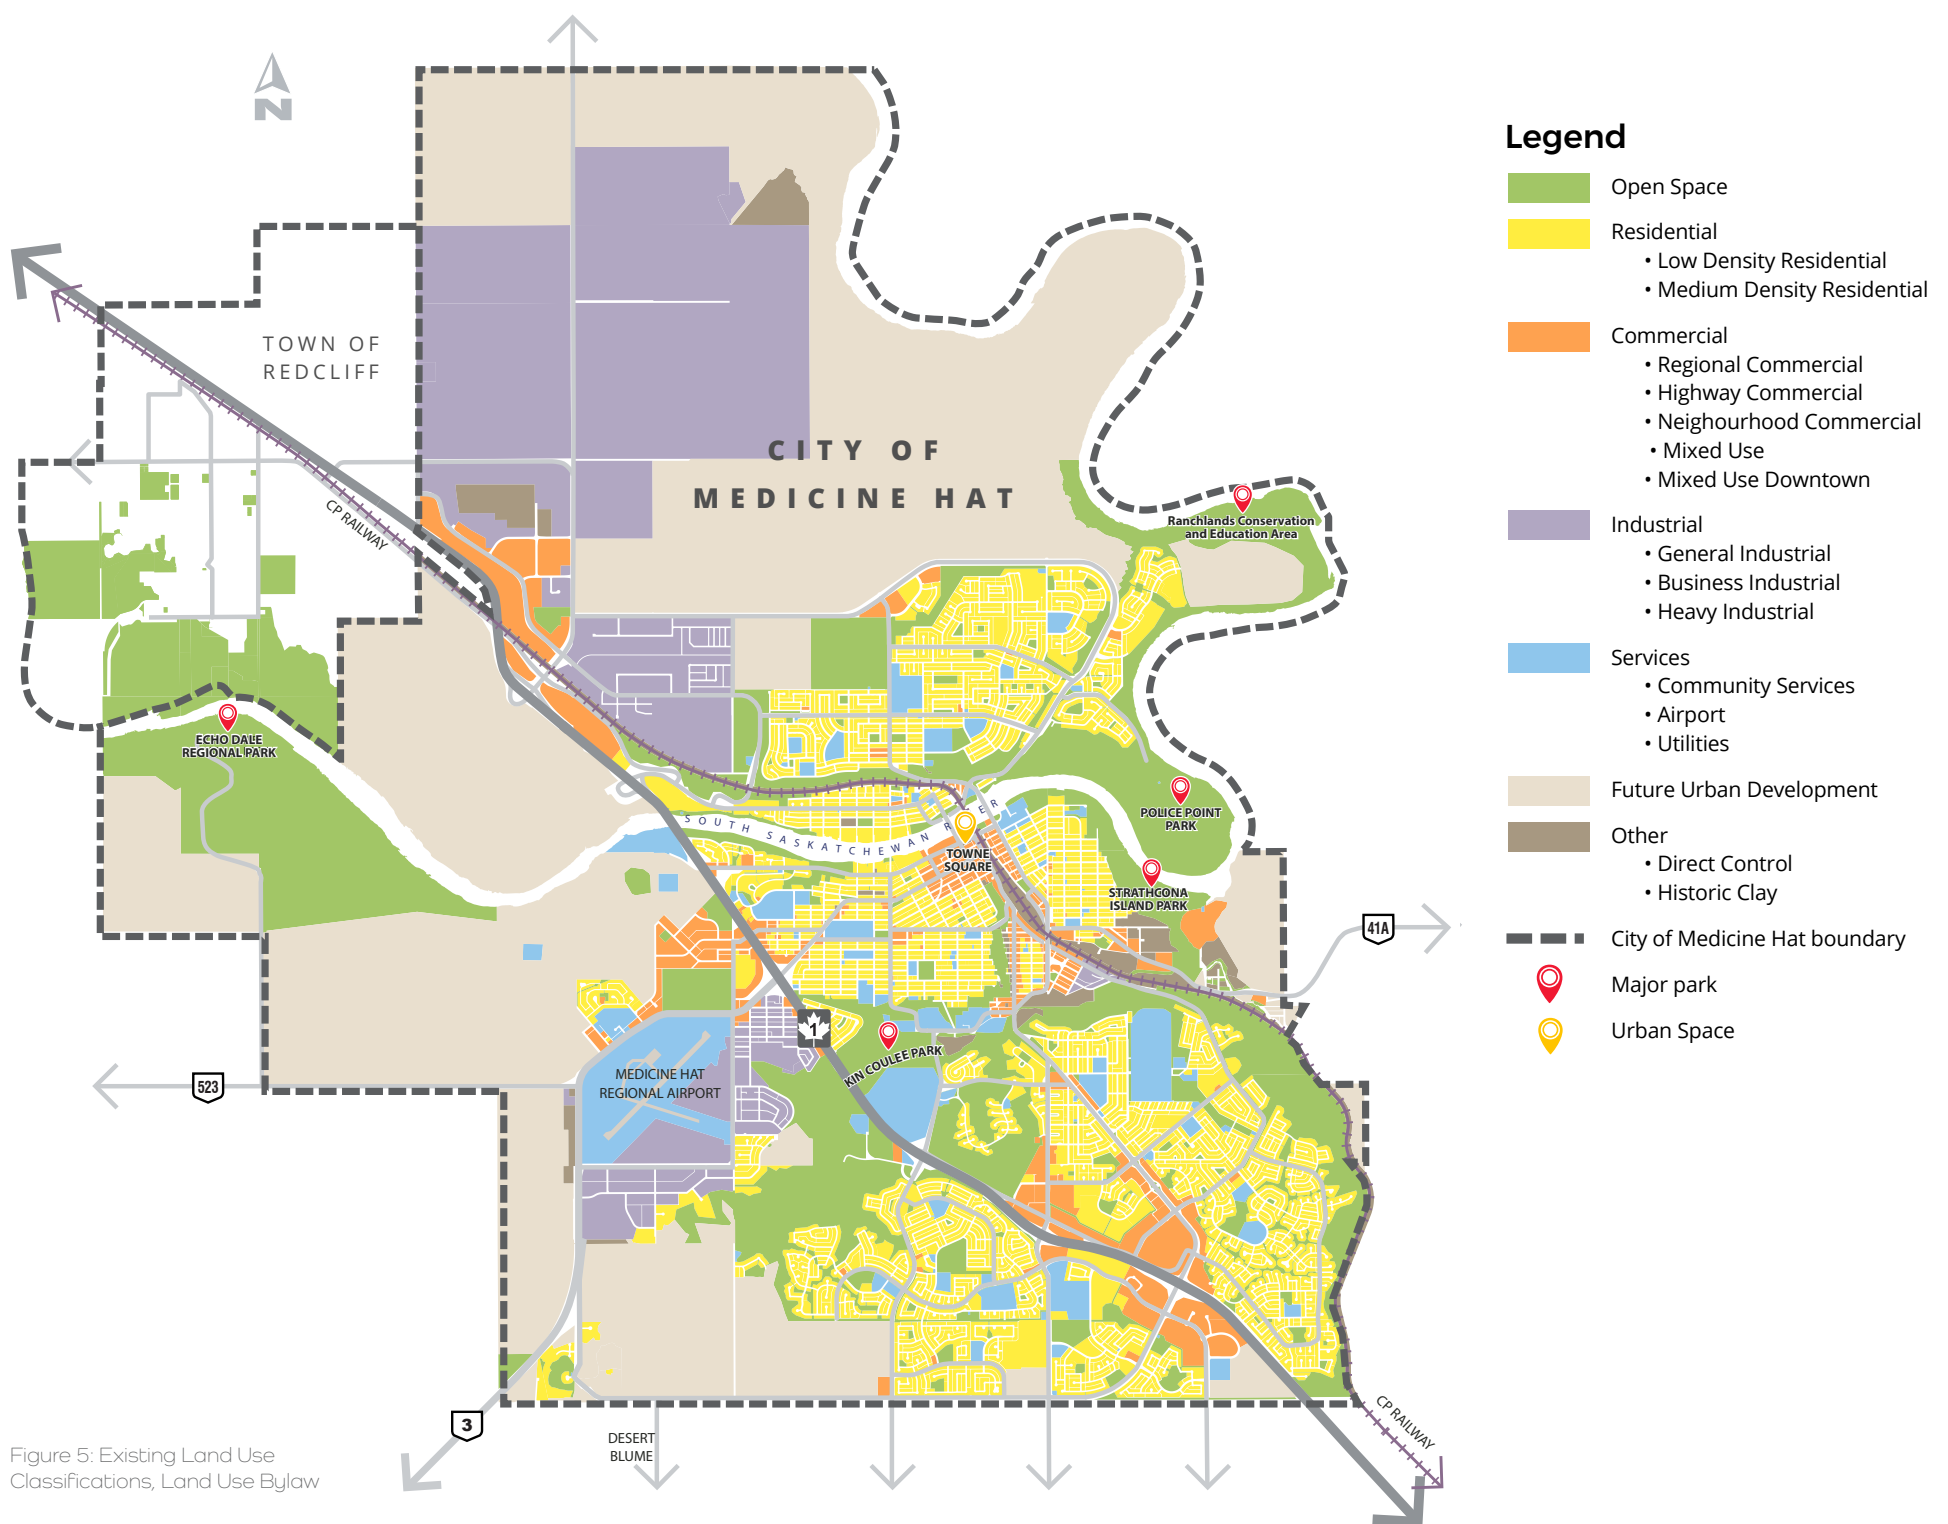 N
TOWN OF
REDCLIFF
CP RAILWAY
CITY OF
MEDICINE HAT
Ranchlands Conservation
and Education Area
ECHO DALE
REGIONAL PARK
SOUTH SASKATCHEWAN RIVER
TOWNE
SQUARE
POLICE POINT
PARK
STRATHCONA
ISLAND PARK
41A
1
KIN COULEE PARK
523
MEDICINE HAT
REGIONAL AIRPORT
3
DESERT
BLUME
CP RAILWAY
Figure 5: Existing Land Use
Classifications, Land Use Bylaw
Legend
Open Space
Residential
• Low Density Residential
• Medium Density Residential
Commercial
• Regional Commercial
• Highway Commercial
• Neighourhood Commercial
• Mixed Use
• Mixed Use Downtown
Industrial
• General Industrial
• Business Industrial
• Heavy Industrial
Services
• Community Services
• Airport
• Utilities
Future Urban Development
Other
• Direct Control
• Historic Clay
City of Medicine Hat boundary
Major park
Urban Space